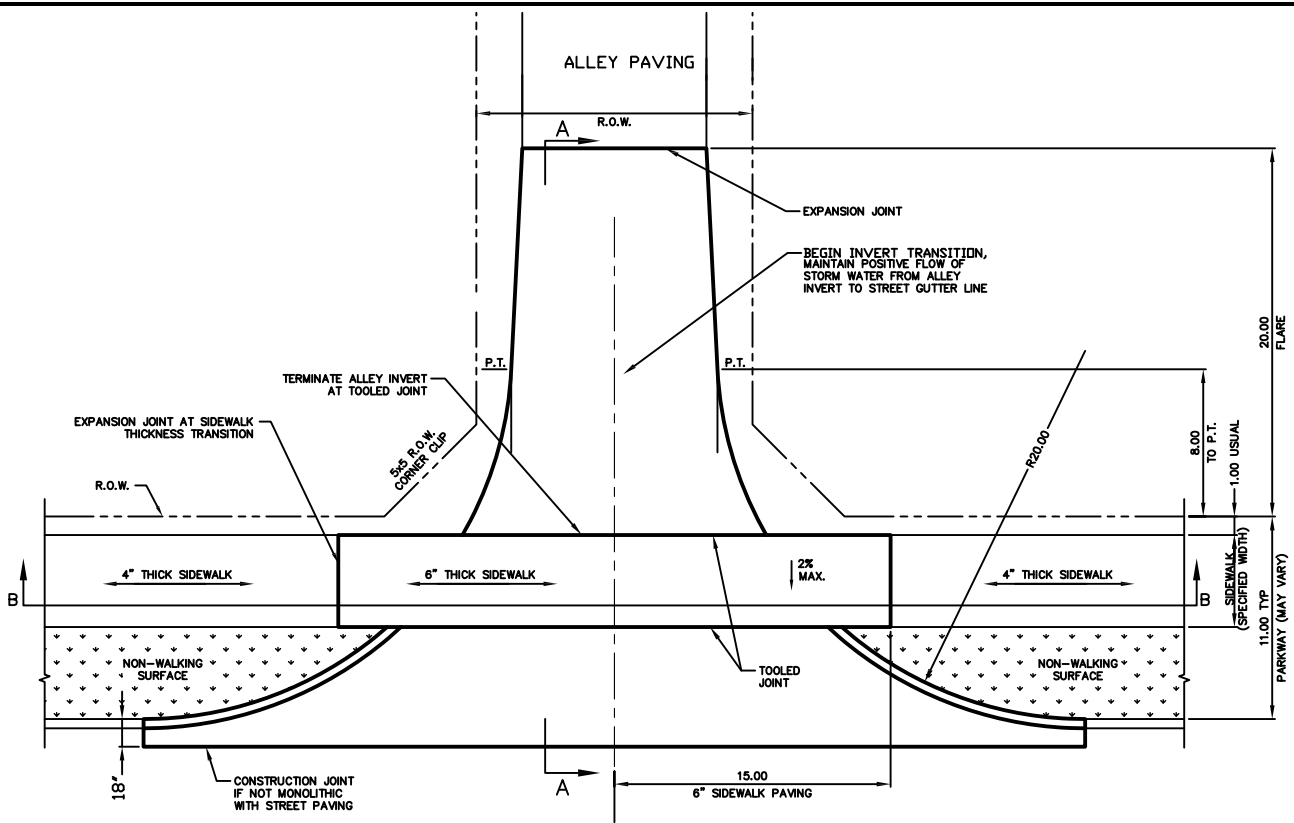 ALLEY PAVING
A
R.O.W.
EXPANSION JOINT
BEGIN INVERT TRANSITION,
MAINTAIN POSITIVE FLOW OF
STORM WATER FROM ALLEY
INVERT TO STREET GUTTER LINE
20.00
FLARE
P.T.
P.T.
TERMINATE ALLEY INVERT
AT TOOLED JOINT
EXPANSION JOINT AT SIDEWALK
THICKNESS TRANSITION
5x5 R.O.W.
CORNER CLIP
R20.00
8.00
TO P.T.
1.00 USUAL
R.O.W.
B
4" THICK SIDEWALK
6" THICK SIDEWALK
2%
MAX.
4" THICK SIDEWALK
B
SIDEWALK
(SPECIFIED WIDTH)
11.00 TYP
PARKWAY (MAY VARY)
NON-WALKING
SURFACE
TOOLED
JOINT
NON-WALKING
SURFACE
18"
CONSTRUCTION JOINT
IF NOT MONOLITHIC
WITH STREET PAVING
A
15.00
6" SIDEWALK PAVING